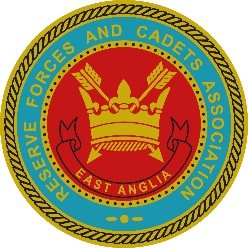 RESERVE FORCES AND CADETS ASSOCIATION
EAST ANGLIA